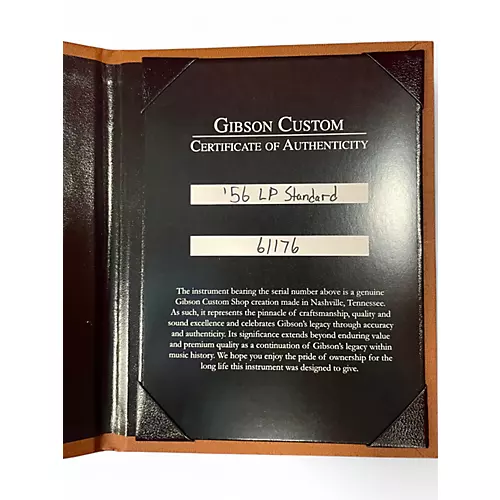 GIBSON CUSTOM
CERTIFICATE OF AUTHENTICITY
'56 LP Standard
61176
The instrument bearing the serial number above is a genuine
Gibson Custom Shop creation made in Nashville, Tennessee.
As such, it represents the pinnacle of craftsmanship, quality and
sound excellence and celebrates Gibson's legacy through accuracy
and authenticity. Its significance extends beyond enduring value
and premium quality as a continuation of Gibson's legacy within
music history. We hope you enjoy the pride of ownership for the
long life this instrument was designed to give.